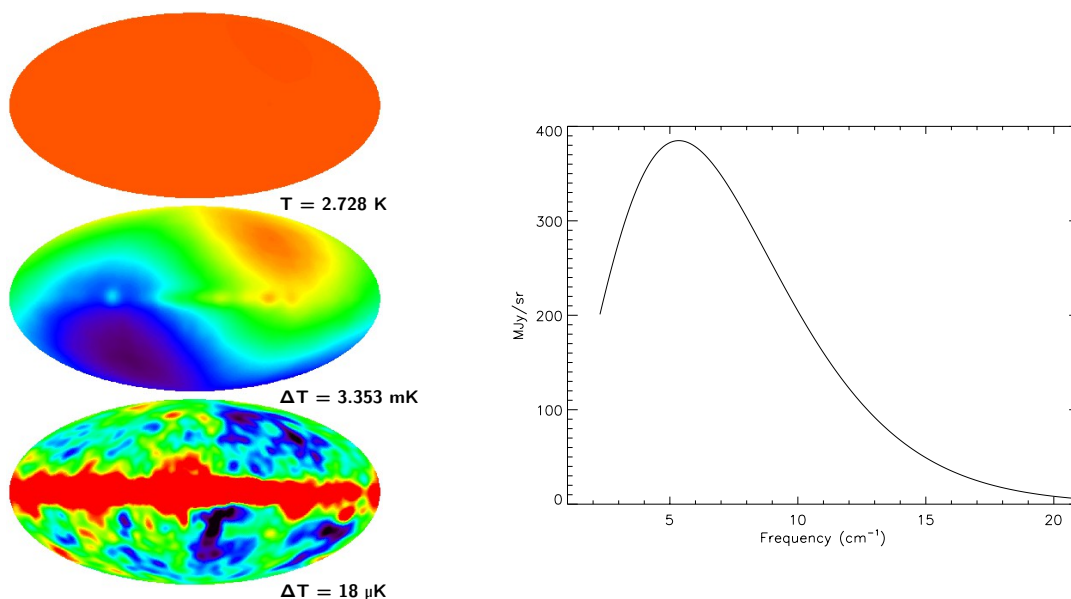 T = 2.728 K
ΔT = 3.353 mK
ΔT = 18 μK
400
300
200
100
0
MJy/sr
5 10 15 20
Frequency (cm⁻¹)